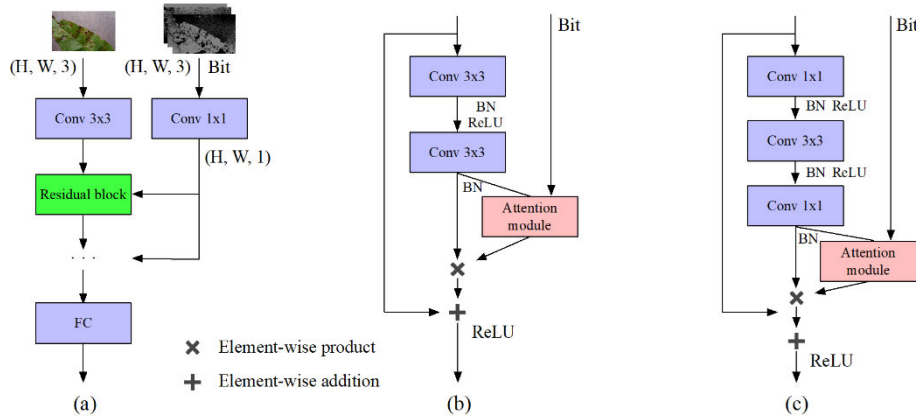 (H, W, 3)
(H, W, 3)
Bit
Conv 3x3
Conv 1x1
(H, W, 1)
Residual block
. . .
FC
(a)
Element-wise product
Element-wise addition
Bit
Conv 3x3
BN
ReLU
Conv 3x3
BN
Attention
module
ReLU
(b)
Bit
Conv 1x1
BN ReLU
Conv 3x3
BN ReLU
Conv 1x1
BN
Attention
module
ReLU
(c)